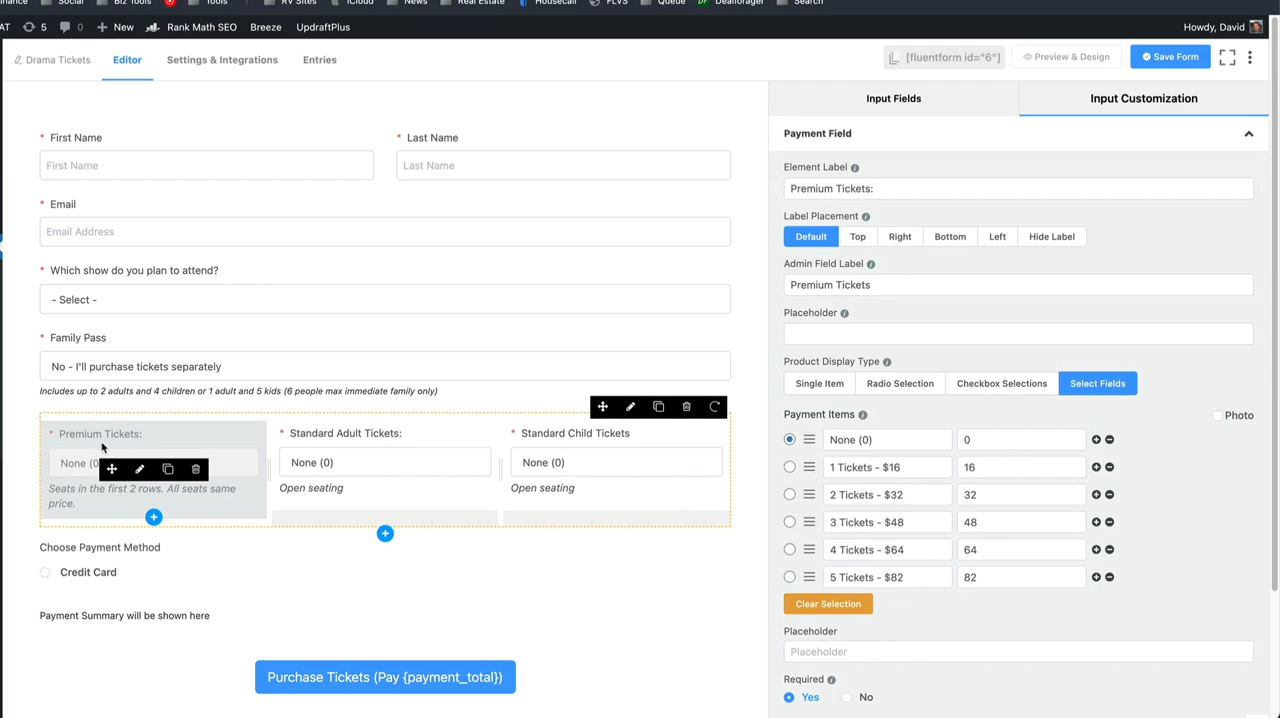 inance
Social
Biz Tools
Tools
RV Sites
iCloud
News
Real Estate
Housecall
FLVS
Queue
Dealforager
Search
AT
5
0
New
Rank Math SEO
Breeze
UpdraftPlus
Howdy, David
Drama Tickets
Editor
Settings & Integrations
Entries
[fluentform id="6"]
Preview & Design
Save Form
Input Fields
Input Customization
* First Name
First Name
* Last Name
Last Name
* Email
Email Address
* Which show do you plan to attend?
- Select -
* Family Pass
No - I'll purchase tickets separately
Includes up to 2 adults and 4 children or 1 adult and 5 kids (6 people max immediate family only)
* Premium Tickets:
None (0
Seats in the first 2 rows. All seats same
price.
* Standard Adult Tickets:
None (0)
Open seating
* Standard Child Tickets
None (0)
Open seating
Choose Payment Method
Credit Card
Payment Summary will be shown here
Purchase Tickets (Pay {payment_total})
Payment Field
Element Label
Premium Tickets:
Label Placement
Default
Top
Right
Bottom
Left
Hide Label
Admin Field Label
Premium Tickets
Placeholder
Product Display Type
Single Item
Radio Selection
Checkbox Selections
Select Fields
Payment Items
Photo
None (0)
0
1 Tickets - $16
16
2 Tickets - $32
32
3 Tickets - $48
48
4 Tickets - $64
64
5 Tickets - $82
82
Clear Selection
Placeholder
Placeholder
Required
Yes
No